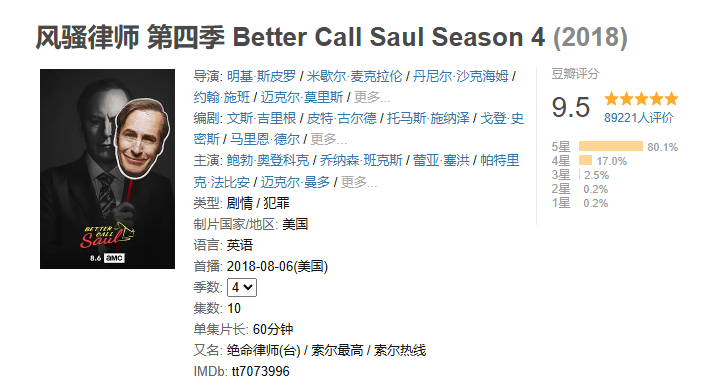 风骚律师 第四季 Better Call Saul Season 4 (2018)
BETTER CALL
Saul
8.6 amc
导演: 明基·斯皮罗 / 米歇尔·麦克拉伦 / 丹尼尔·沙克海姆 /
约翰·施班 / 迈克尔·莫里斯 / 更多...
编剧: 文斯·吉里根 / 皮特·古尔德 / 托马斯·施纳泽 / 戈登·史
密斯 / 马里恩·德尔 / 更多...
主演: 鲍勃·奥登科克 / 乔纳森·班克斯 / 蕾亚·塞洪 / 帕特里
克·法比安 / 迈克尔·曼多 / 更多...
类型: 剧情 / 犯罪
制片国家/地区: 美国
语言: 英语
首播: 2018-08-06(美国)
季数: 4
集数: 10
单集片长: 60分钟
又名: 绝命律师(台) / 索尔最高 / 索尔热线
IMDb: tt7073996
豆瓣评分
9.5
89221人评价
5星 80.1%
4星 17.0%
3星 2.5%
2星 0.2%
1星 0.2%